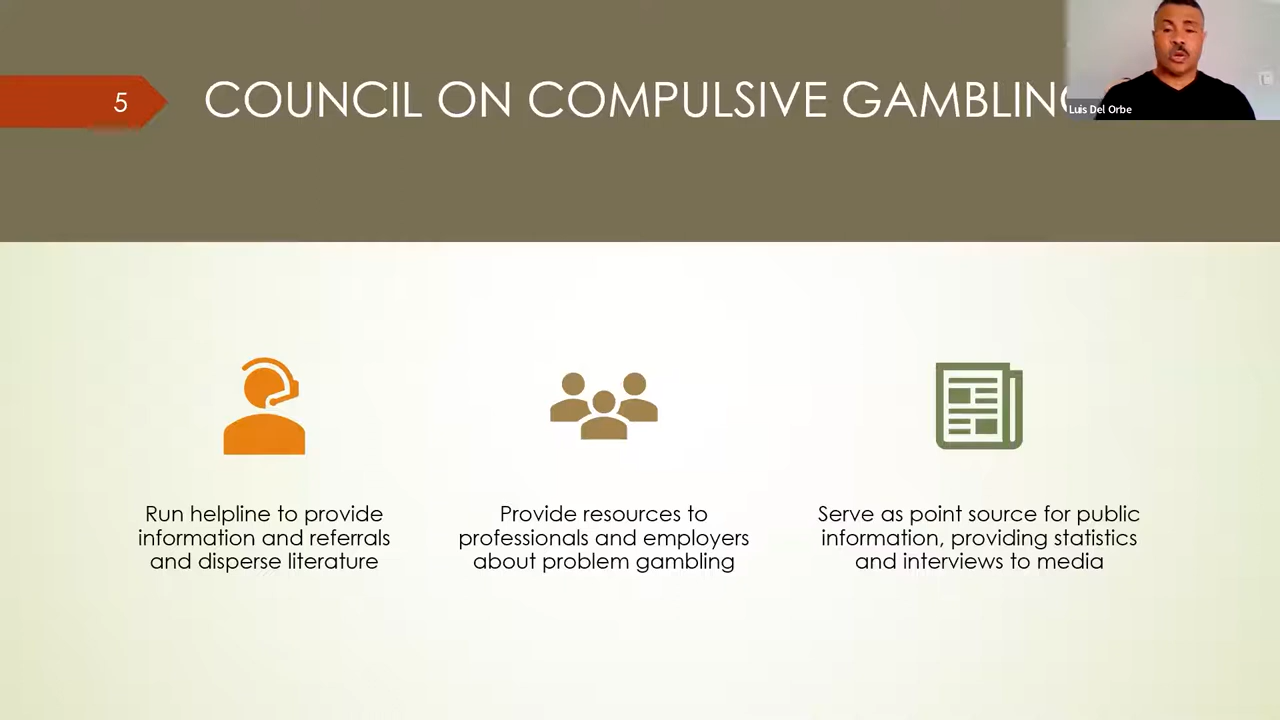 5
COUNCIL ON COMPULSIVE GAMBLING
Luis Del Orbe
Run helpline to provide
information and referrals
and disperse literature
Provide resources to
professionals and employers
about problem gambling
Serve as point source for public
information, providing statistics
and interviews to media